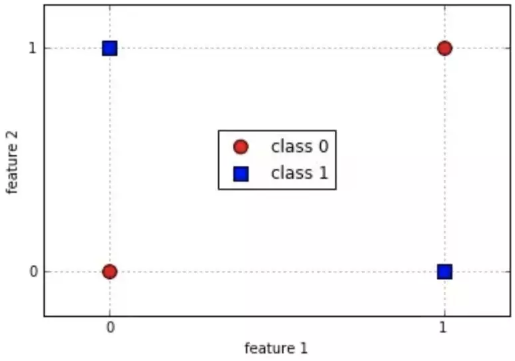 1
feature 2
class 0
class 1
0
0
1
feature 1